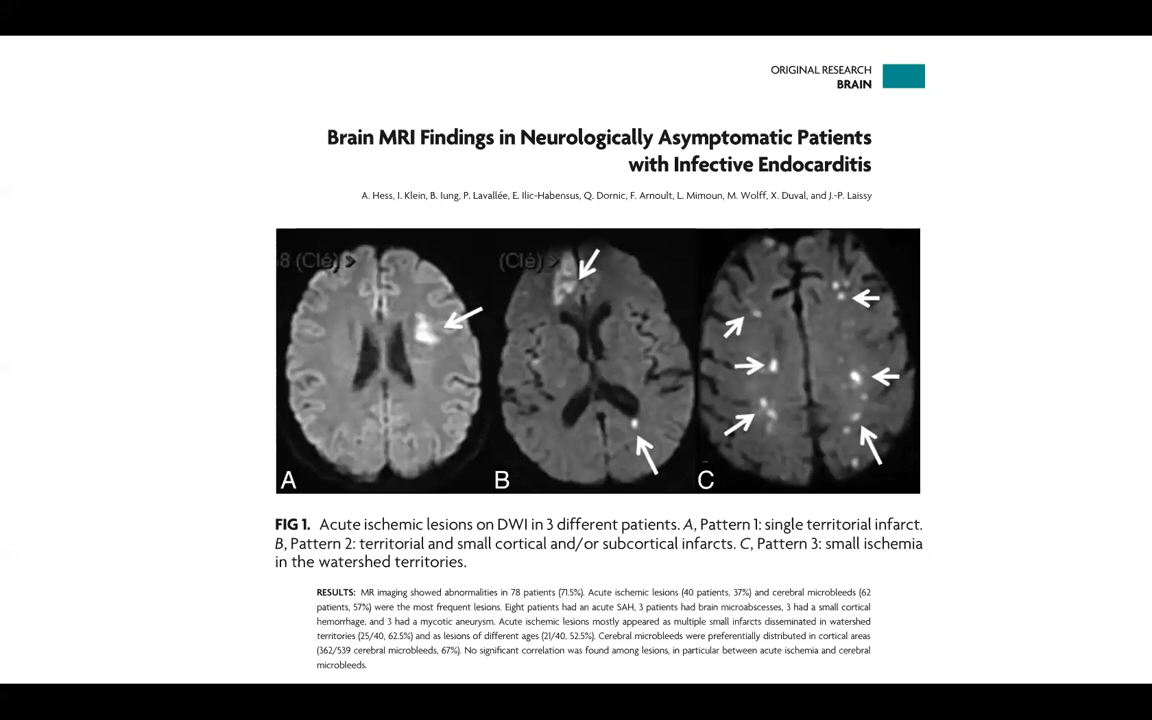 ORIGINAL RESEARCH
BRAIN
Brain MRI Findings in Neurologically Asymptomatic Patients
with Infective Endocarditis
A. Hess, I. Klein, B. Iung, P. Lavallée, E. Ilic-Habensus, Q. Dornic, F. Arnoult, L. Mimoun, M. Wolff, X. Duval, and J.-P. Laissy
8 (Clé) >
(Clé) >
A
B
C
FIG 1. Acute ischemic lesions on DWI in 3 different patients. A, Pattern 1: single territorial infarct.
B, Pattern 2: territorial and small cortical and/or subcortical infarcts. C, Pattern 3: small ischemia
in the watershed territories.
RESULTS: MR imaging showed abnormalities in 78 patients (71.5%). Acute ischemic lesions (40 patients, 37%) and cerebral microbleeds (62
patients, 57%) were the most frequent lesions. Eight patients had an acute SAH, 3 patients had brain microabscesses, 3 had a small cortical
hemorrhage, and 3 had a mycotic aneurysm. Acute ischemic lesions mostly appeared as multiple small infarcts disseminated in watershed
territories (25/40, 62.5%) and as lesions of different ages (21/40, 52.5%). Cerebral microbleeds were preferentially distributed in cortical areas
(362/539 cerebral microbleeds, 67%). No significant correlation was found among lesions, in particular between acute ischemia and cerebral
microbleeds.